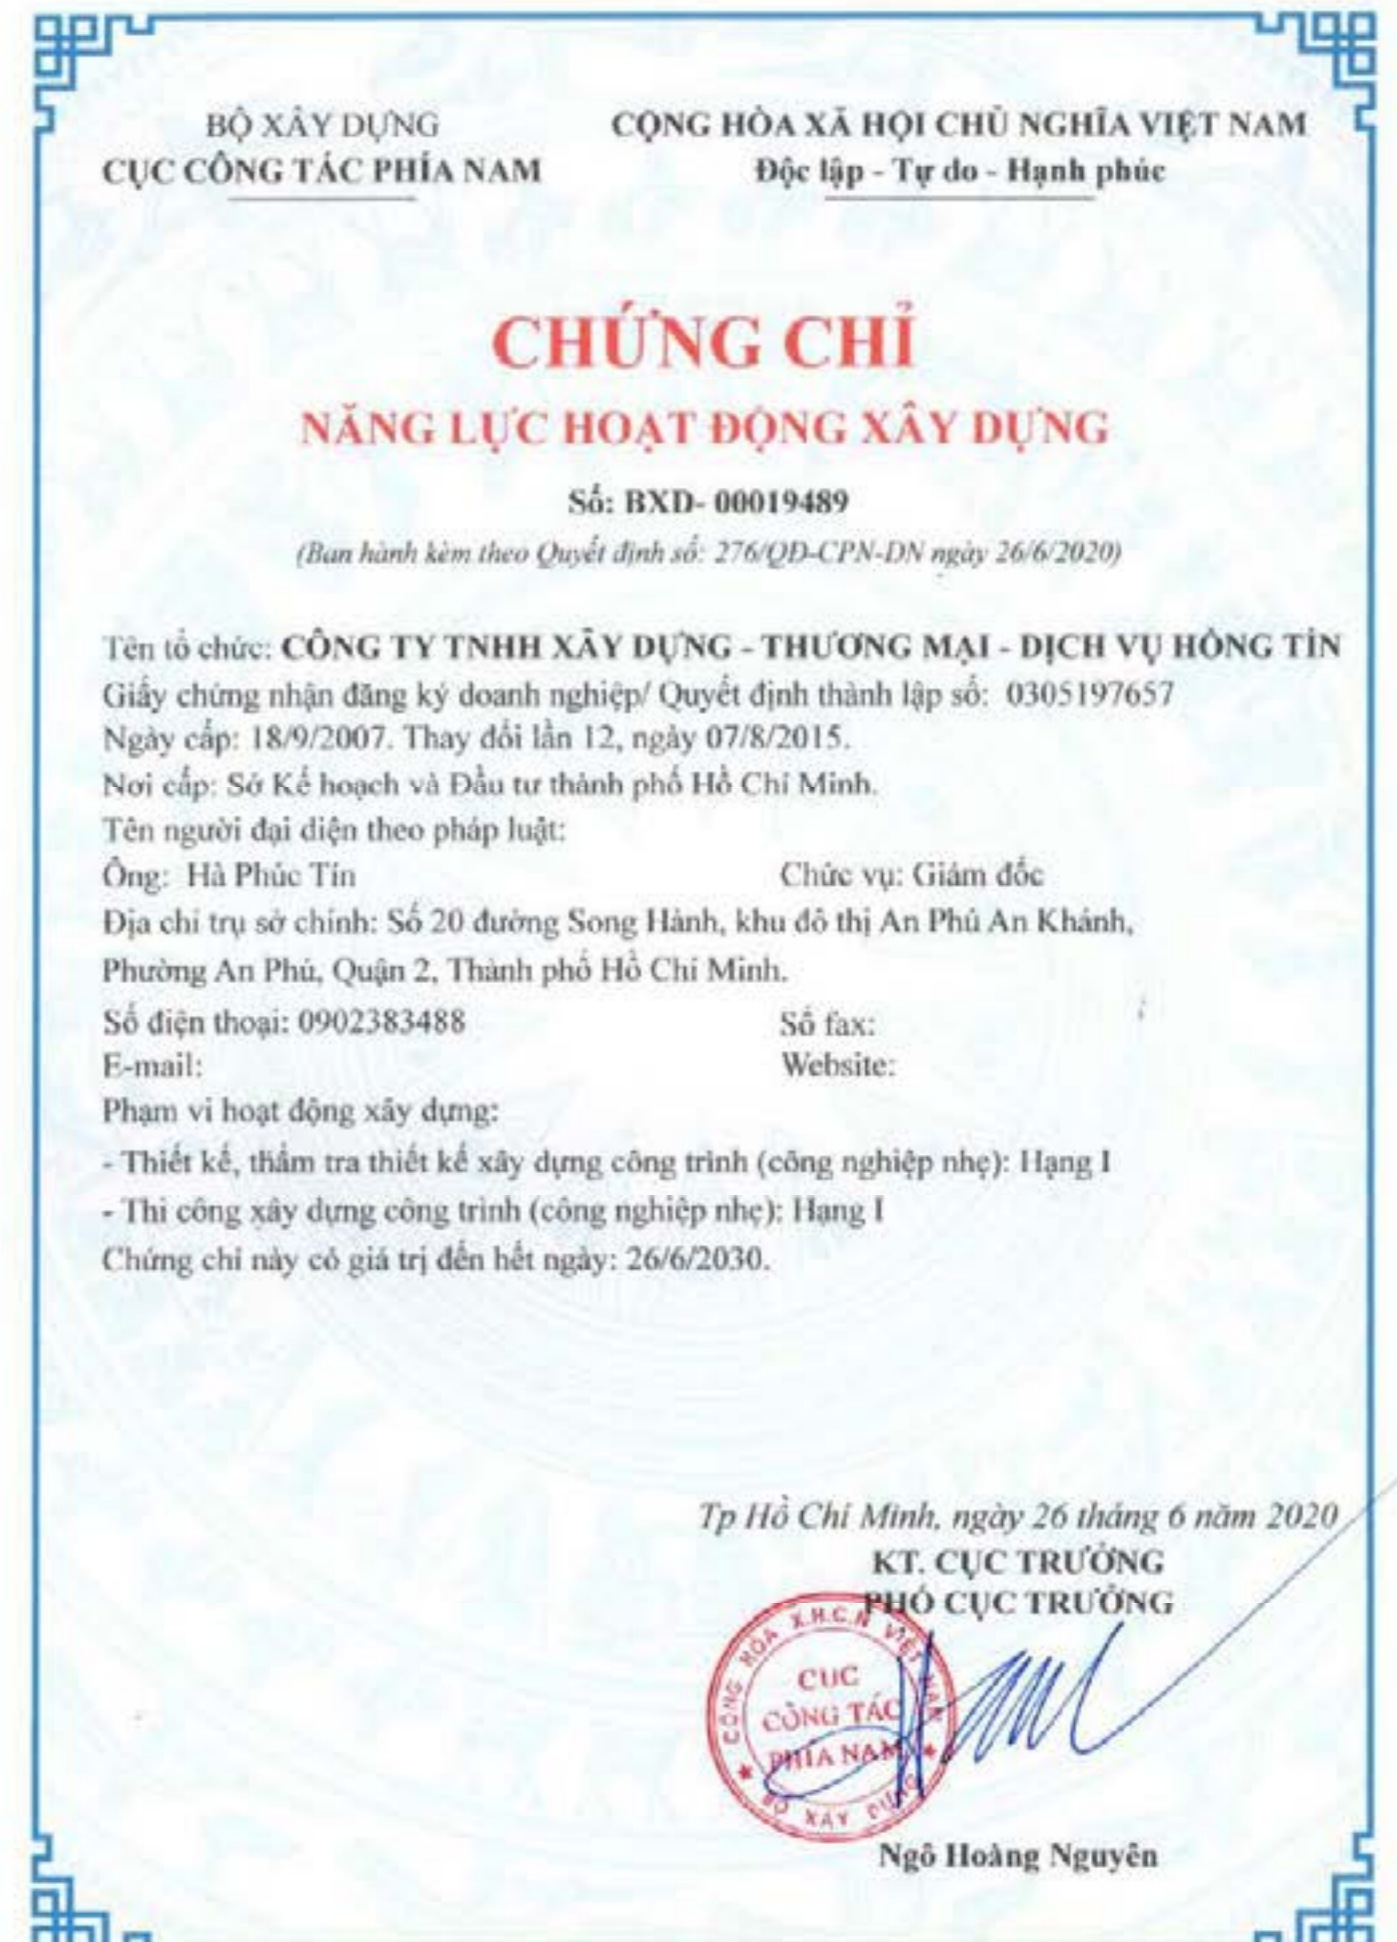 BỘ XÂY DỰNG
CỤC CÔNG TÁC PHÍA NAM
CỘNG HÒA XÃ HỘI CHỦ NGHĨA VIỆT NAM
Độc lập - Tự do - Hạnh phúc
CHỨNG CHỈ
NĂNG LỰC HOẠT ĐỘNG XÂY DỰNG
Số: BXD- 00019489
(Ban hành kèm theo Quyết định số: 276/QĐ-CPN-DN ngày 26/6/2020)
Tên tổ chức: CÔNG TY TNHH XÂY DỰNG - THƯƠNG MẠI - DỊCH VỤ HỒNG TÍN
Giấy chứng nhận đăng ký doanh nghiệp/ Quyết định thành lập số: 0305197657
Ngày cấp: 18/9/2007. Thay đổi lần 12, ngày 07/8/2015.
Nơi cấp: Sở Kế hoạch và Đầu tư thành phố Hồ Chí Minh.
Tên người đại diện theo pháp luật:
Ông: Hà Phúc Tín Chức vụ: Giám đốc
Địa chỉ trụ sở chính: Số 20 đường Song Hành, khu đô thị An Phú An Khánh,
Phường An Phú, Quận 2, Thành phố Hồ Chí Minh.
Số điện thoại: 0902383488 Số fax:
E-mail: Website:
Phạm vi hoạt động xây dựng:
- Thiết kế, thẩm tra thiết kế xây dựng công trình (công nghiệp nhẹ): Hạng I
- Thi công xây dựng công trình (công nghiệp nhẹ): Hạng I
Chứng chỉ này có giá trị đến hết ngày: 26/6/2030.
Tp Hồ Chí Minh, ngày 26 tháng 6 năm 2020
KT. CỤC TRƯỞNG
PHÓ CỤC TRƯỞNG
CỘNG HÒA X.H.C.N VIỆT NAM
CỤC
CÔNG TÁC
PHÍA NAM
BỘ XÂY DỰNG
Ngô Hoàng Nguyên